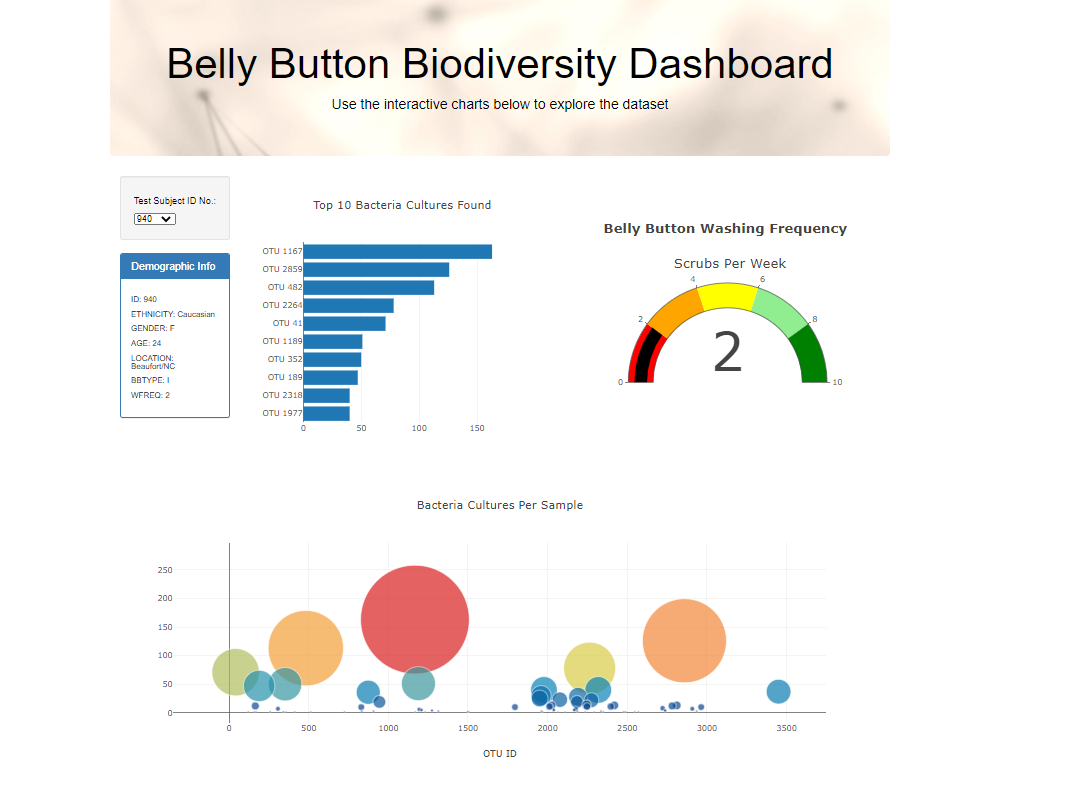 Belly Button Biodiversity Dashboard
Use the interactive charts below to explore the dataset
Test Subject ID No.:
940
Demographic Info
ID: 940
ETHNICITY: Caucasian
GENDER: F
AGE: 24
LOCATION:
Beaufort/NC
BBTYPE: I
WFREQ: 2
Top 10 Bacteria Cultures Found
OTU 1167
OTU 2859
OTU 482
OTU 2264
OTU 41
OTU 1189
OTU 352
OTU 189
OTU 2318
OTU 1977
0 50 100 150
Belly Button Washing Frequency
Scrubs Per Week
4 6
2 8
2
0 10
Bacteria Cultures Per Sample
250
200
150
100
50
0
0 500 1000 1500 2000 2500 3000 3500
OTU ID